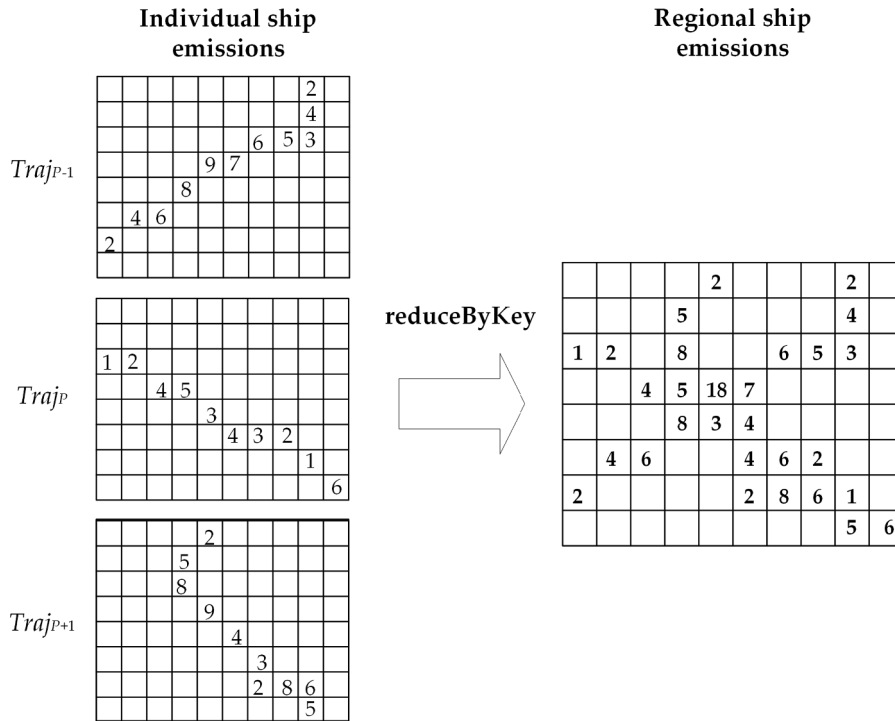 Individual ship
emissions
Regional ship
emissions
TrajP-1
2
4
6 5 3
9 7
8
4 6
2
TrajP
1 2
4 5
3
4 3 2
1
6
TrajP+1
2
5
8
9
4
3
2 8 6
5
reduceByKey
2 2
5 4
1 2 8 6 5 3
4 5 18 7
8 3 4
4 6 4 6 2
2 2 8 6 1
5 6